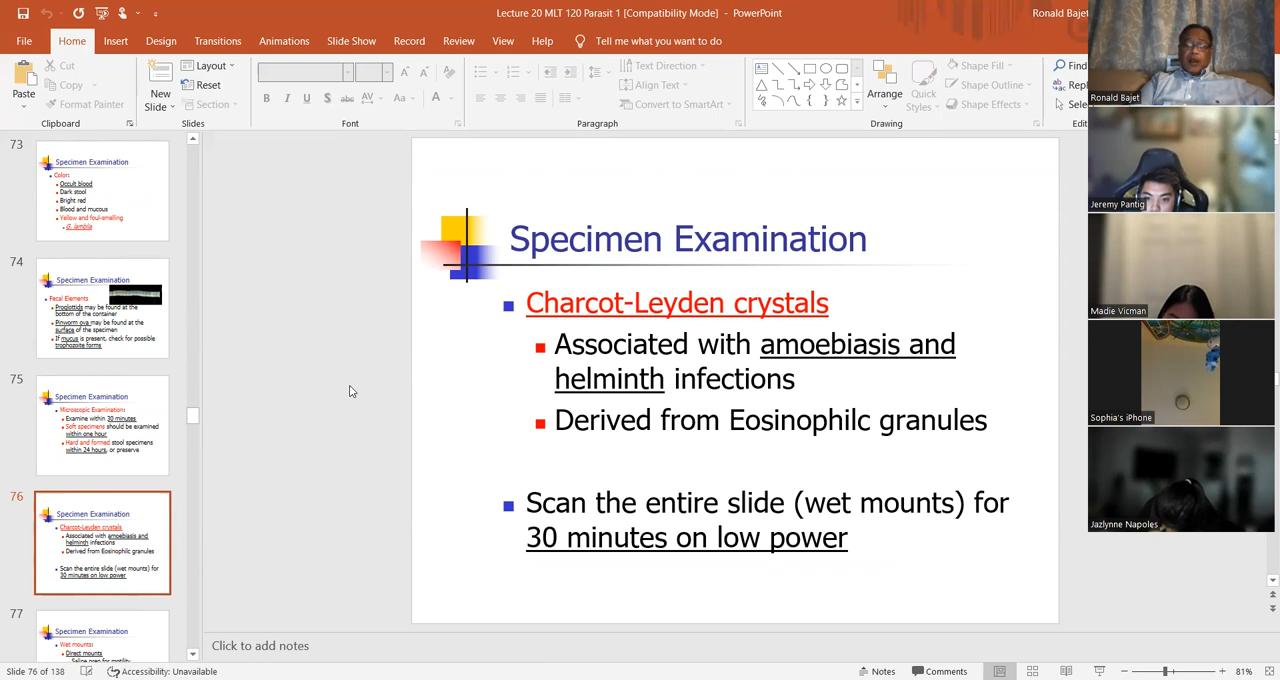 Lecture 20 MLT 120 Parasit 1 [Compatibility Mode] - PowerPoint
Ronald Bajet
File Home Insert Design Transitions Animations Slide Show Record Review View Help Tell me what you want to do
Paste
Cut
Copy
Format Painter
Clipboard
New Slide
Layout
Reset
Section
Slides
B I U S abc AV Aa A
Font
Text Direction
Align Text
Convert to SmartArt
Paragraph
Arrange
Quick Styles
Shape Fill
Shape Outline
Shape Effects
Drawing
Find
Repl
Sele
Edit
73
Specimen Examination
Color:
Occult blood
Dark stool
Bright red
Blood and mucous
Yellow and foul-smelling
G. lamblia
74
Specimen Examination
Fecal Elements
Proglottids may be found at the
bottom of the container
Pinworm ova may be found at the
surface of the specimen
If mucus is present, check for possible
trophozoite forms
75
Specimen Examination
Microscopic Examination:
Examine within 30 minutes
Soft specimens should be examined
within one hour
Hard and formed stool specimens
within 24 hours, or preserve
76
Specimen Examination
Charcot-Leyden crystals
Associated with amoebiasis and
helminth infections
Derived from Eosinophilc granules
Scan the entire slide (wet mounts) for
30 minutes on low power
77
Specimen Examination
Wet mounts:
Direct mounts
Saline prep for motility
Specimen Examination
Charcot-Leyden crystals
Associated with amoebiasis and
helminth infections
Derived from Eosinophilc granules
Scan the entire slide (wet mounts) for
30 minutes on low power
Click to add notes
Ronald Bajet
Jeremy Pantig
Madie Vicman
Sophia's iPhone
Jazlynne Napoles
Slide 76 of 138
Accessibility: Unavailable
Notes
Comments
81%